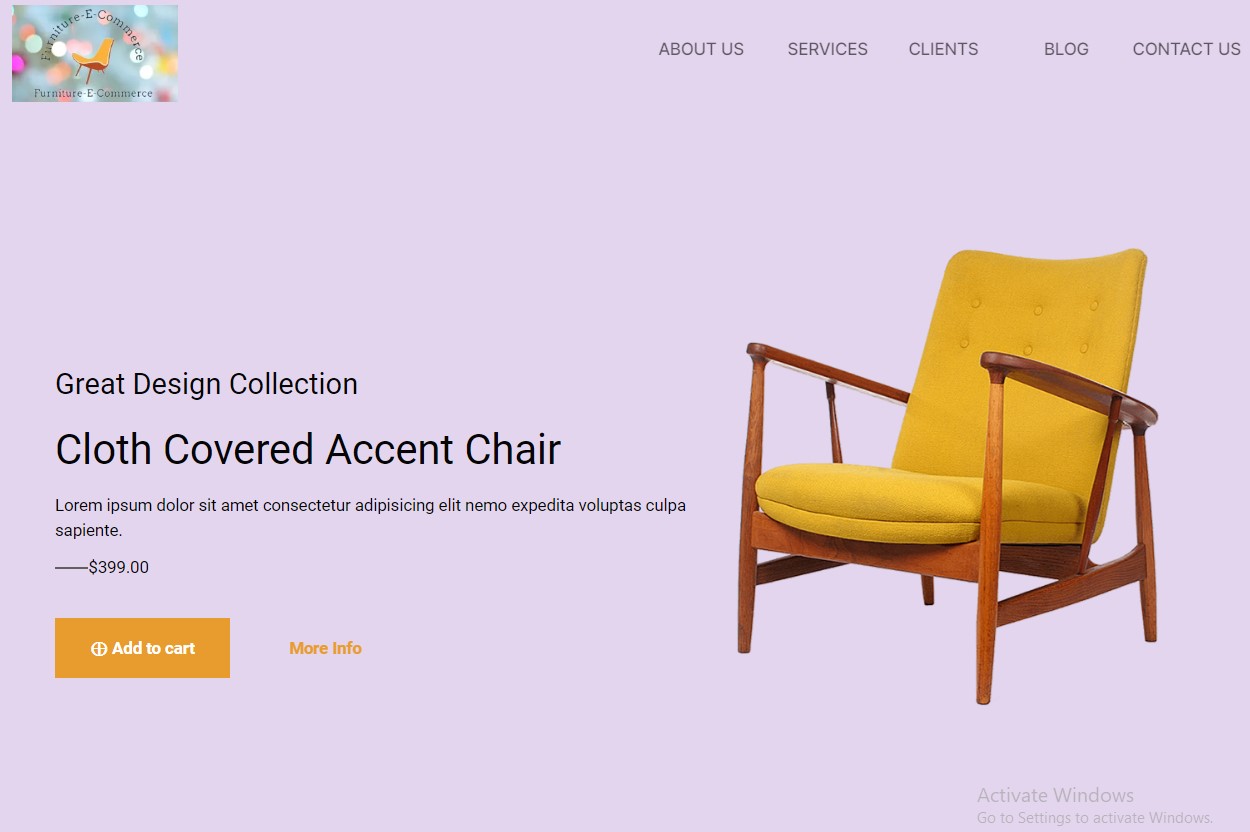 Furniture-E-Commerce
Furniture-E-Commerce
ABOUT US SERVICES CLIENTS BLOG CONTACT US
Great Design Collection
Cloth Covered Accent Chair
Lorem ipsum dolor sit amet consectetur adipisicing elit nemo expedita voluptas culpa
sapiente.
——$399.00
Add to cart More Info
Activate Windows
Go to Settings to activate Windows.